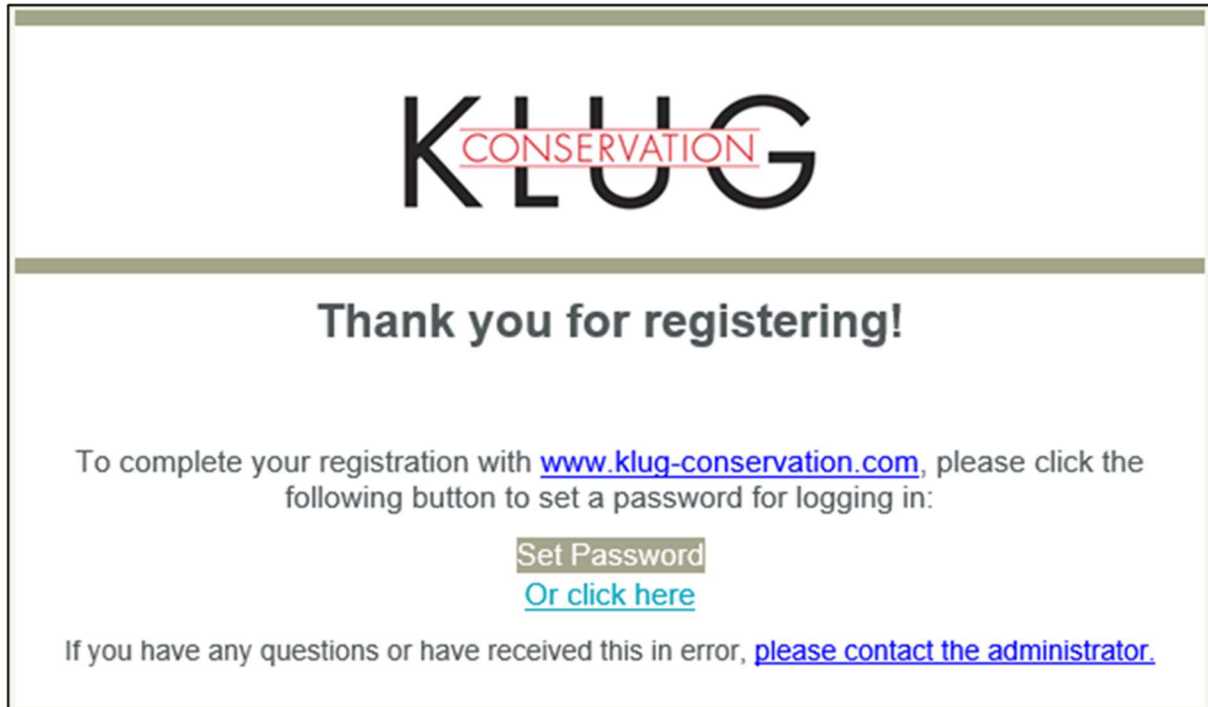 KLUG
CONSERVATION
Thank you for registering!
To complete your registration with www.klug-conservation.com, please click the
following button to set a password for logging in:
Set Password
Or click here
If you have any questions or have received this in error, please contact the administrator.